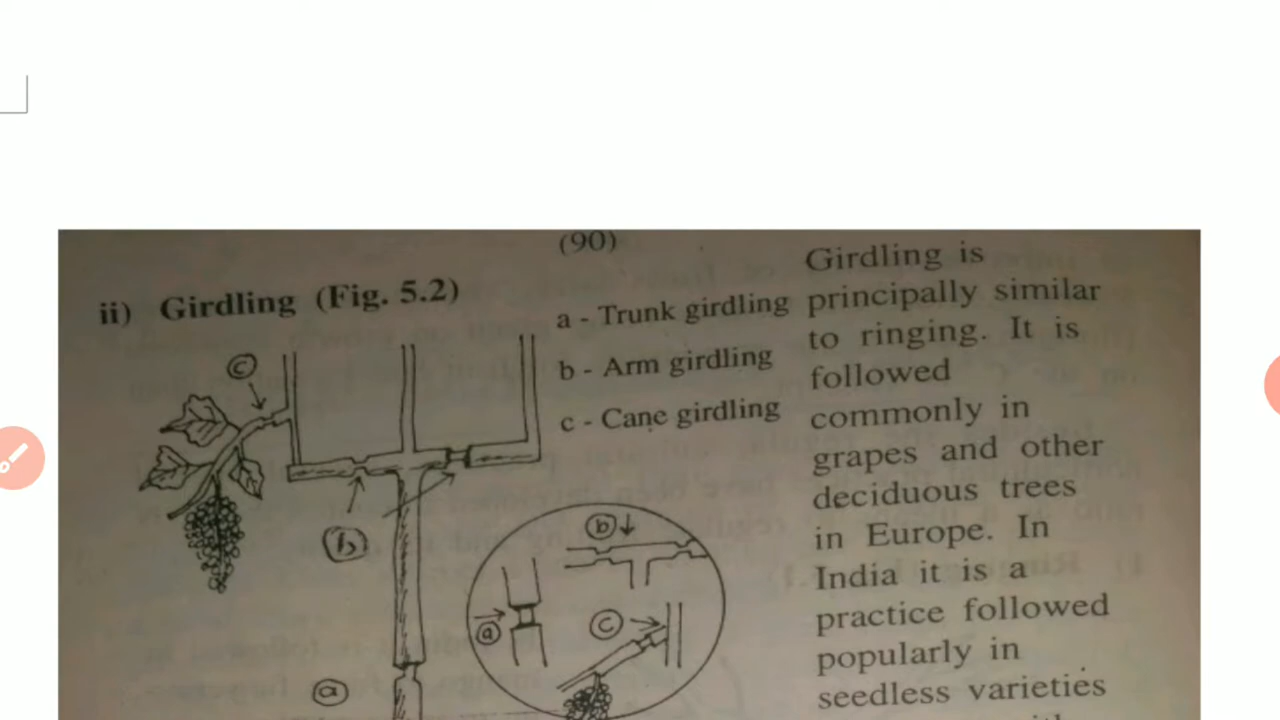 (90)
ii) Girdling (Fig. 5.2)
a - Trunk girdling
b - Arm girdling
c - Cane girdling
Girdling is
principally similar
to ringing. It is
followed
commonly in
grapes and other
deciduous trees
in Europe. In
India it is a
practice followed
popularly in
seedless varieties
c
b
a
b
a
c